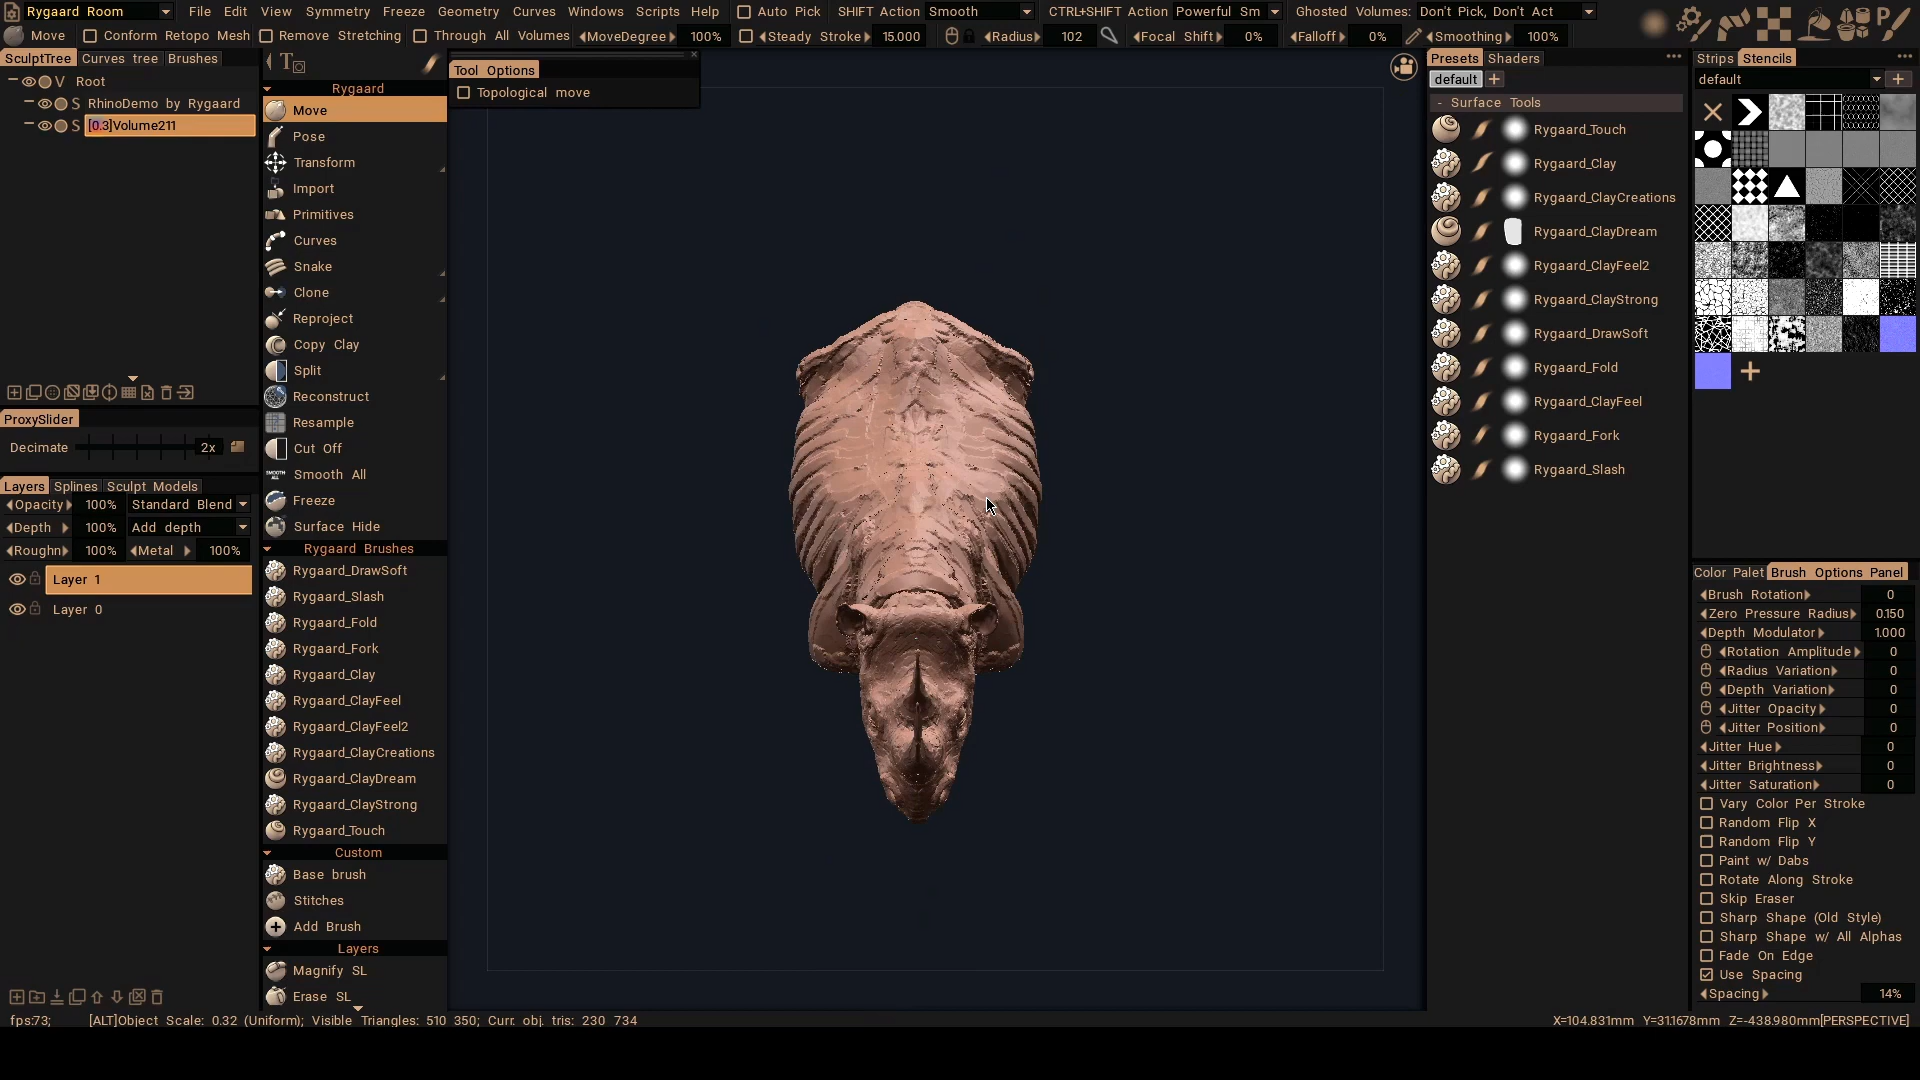 Rygaard Room File Edit View Symmetry Freeze Geometry Curves Windows Scripts Help Auto Pick SHIFT Action Smooth CTRL+SHIFT Action Powerful Sm Ghosted Volumes: Don't Pick, Don't Act
Move Conform Retopo Mesh Remove Stretching Through All Volumes MoveDegree 100% Steady Stroke 15.000 Radius 102 Focal Shift 0% Falloff 0% Smoothing 100%
SculptTree Curves tree Brushes
V Root
S RhinoDemo by Rygaard
S [0.3]Volume211
ProxySlider
Decimate 2x
Layers Splines Sculpt Models
Opacity 100% Standard Blend
Depth 100% Add depth
Roughn 100% Metal 100%
Layer 1
Layer 0
Rygaard
Move
Pose
Transform
Import
Primitives
Curves
Snake
Clone
Reproject
Copy Clay
Split
Reconstruct
Resample
Cut Off
Smooth All
Freeze
Surface Hide
Rygaard Brushes
Rygaard_DrawSoft
Rygaard_Slash
Rygaard_Fold
Rygaard_Fork
Rygaard_Clay
Rygaard_ClayFeel
Rygaard_ClayFeel2
Rygaard_ClayCreations
Rygaard_ClayDream
Rygaard_ClayStrong
Rygaard_Touch
Custom
Base brush
Stitches
Add Brush
Layers
Magnify SL
Erase SL
Tool Options
Topological move
Presets Shaders
default
- Surface Tools
Rygaard_Touch
Rygaard_Clay
Rygaard_ClayCreations
Rygaard_ClayDream
Rygaard_ClayFeel2
Rygaard_ClayStrong
Rygaard_DrawSoft
Rygaard_Fold
Rygaard_ClayFeel
Rygaard_Fork
Rygaard_Slash
Strips Stencils
default
Color Palet Brush Options Panel
Brush Rotation 0
Zero Pressure Radius 0.150
Depth Modulator 1.000
Rotation Amplitude 0
Radius Variation 0
Depth Variation 0
Jitter Opacity 0
Jitter Position 0
Jitter Hue 0
Jitter Brightness 0
Jitter Saturation 0
Vary Color Per Stroke
Random Flip X
Random Flip Y
Paint w/ Dabs
Rotate Along Stroke
Skip Eraser
Sharp Shape (Old Style)
Sharp Shape w/ All Alphas
Fade On Edge
Use Spacing
Spacing 14%
fps:73; [ALT]Object Scale: 0.32 (Uniform); Visible Triangles: 510 350; Curr. obj. tris: 230 734
X=104.831mm Y=31.1678mm Z=-438.980mm[PERSPECTIVE]